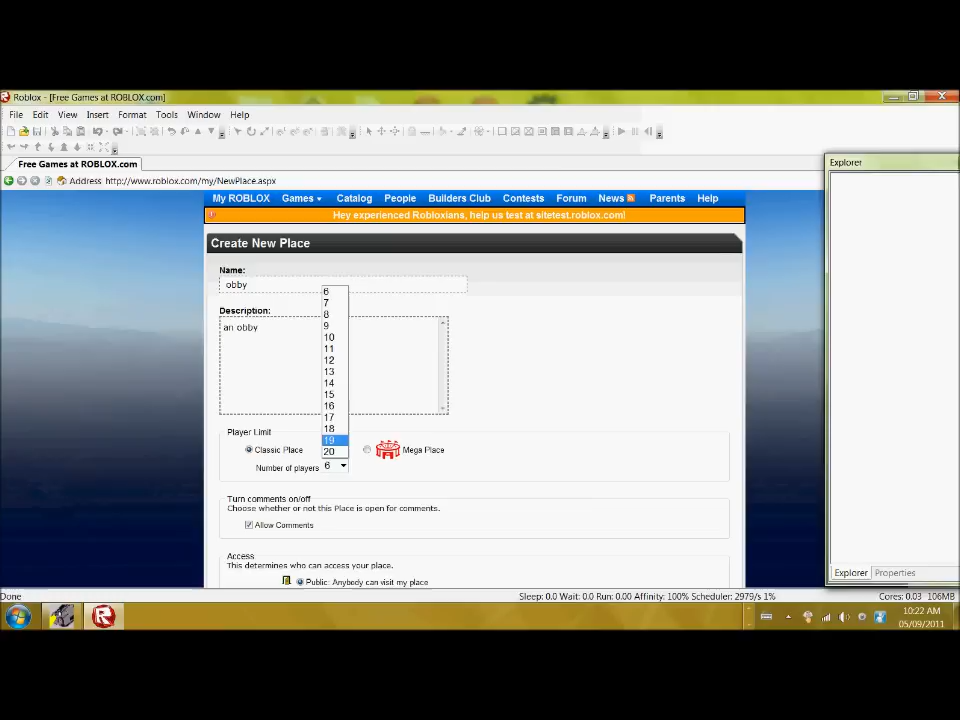 Roblox - [Free Games at ROBLOX.com]
File Edit View Insert Format Tools Window Help
Free Games at ROBLOX.com
Address http://www.roblox.com/my/NewPlace.aspx
Explorer
My ROBLOX Games Catalog People Builders Club Contests Forum News Parents Help
Hey experienced Robloxians, help us test at sitetest.roblox.com!
Create New Place
Name:
obby
Description:
an obby
6
7
8
9
10
11
12
13
14
15
16
17
18
19
20
Player Limit
Classic Place Mega Place
Number of players 6
Turn comments on/off
Choose whether or not this Place is open for comments.
Allow Comments
Access
This determines who can access your place.
Public: Anybody can visit my place
Explorer Properties
Done Sleep: 0.0 Wait: 0.0 Run: 0.00 Affinity: 100% Scheduler: 2979/s 1% Cores: 0.03 106MB
10:22 AM
05/09/2011